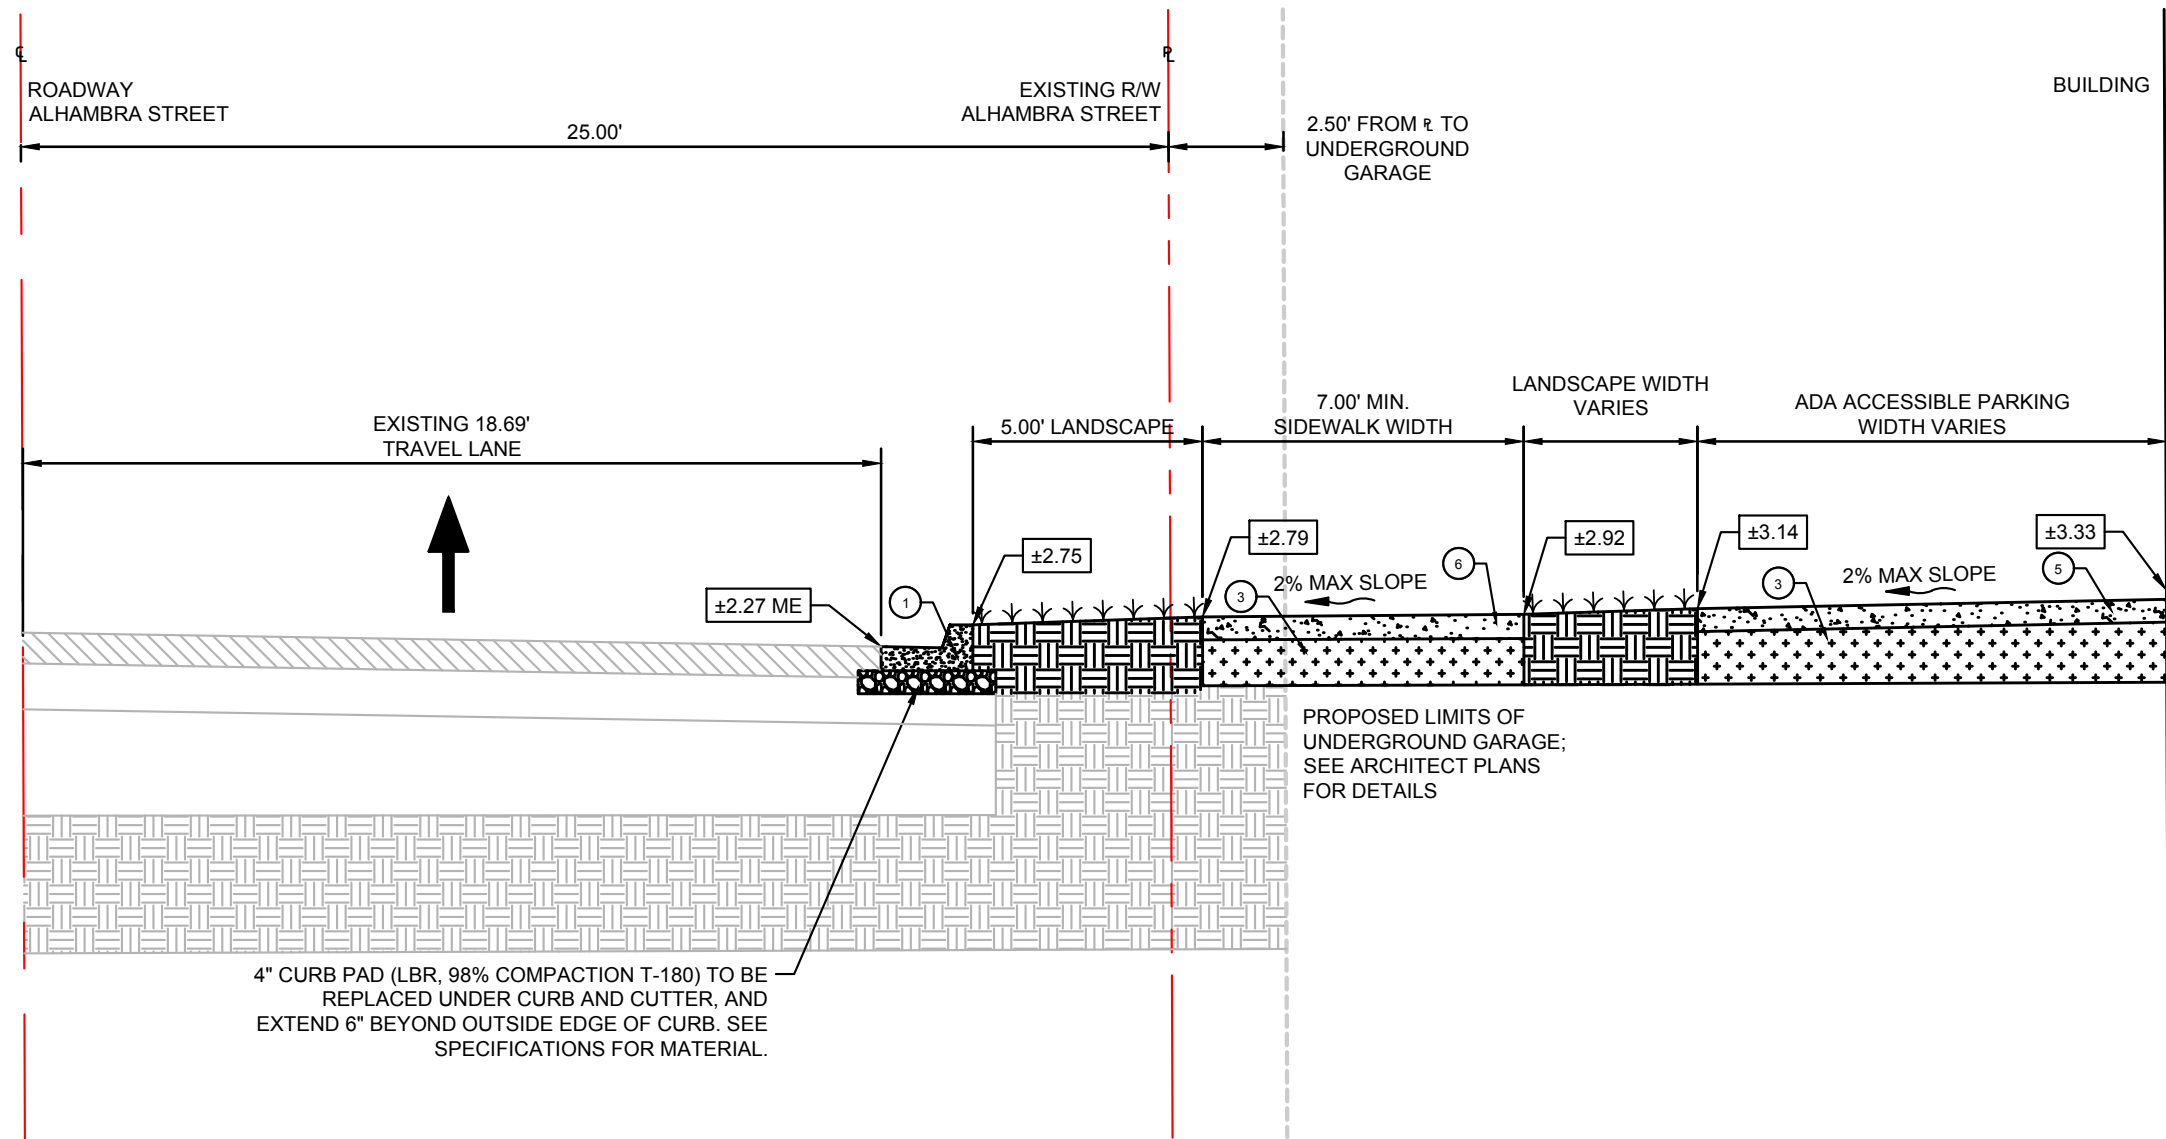 ℄
ROADWAY
ALHAMBRA STREET
25.00'
℞
EXISTING R/W
ALHAMBRA STREET
2.50' FROM ℞ TO
UNDERGROUND
GARAGE
BUILDING
EXISTING 18.69'
TRAVEL LANE
5.00' LANDSCAPE
7.00' MIN.
SIDEWALK WIDTH
LANDSCAPE WIDTH
VARIES
ADA ACCESSIBLE PARKING
WIDTH VARIES
±2.27 ME
1
±2.75
±2.79
3
2% MAX SLOPE
6
±2.92
±3.14
3
2% MAX SLOPE
5
±3.33
PROPOSED LIMITS OF
UNDERGROUND GARAGE;
SEE ARCHITECT PLANS
FOR DETAILS
4" CURB PAD (LBR, 98% COMPACTION T-180) TO BE
REPLACED UNDER CURB AND CUTTER, AND
EXTEND 6" BEYOND OUTSIDE EDGE OF CURB. SEE
SPECIFICATIONS FOR MATERIAL.